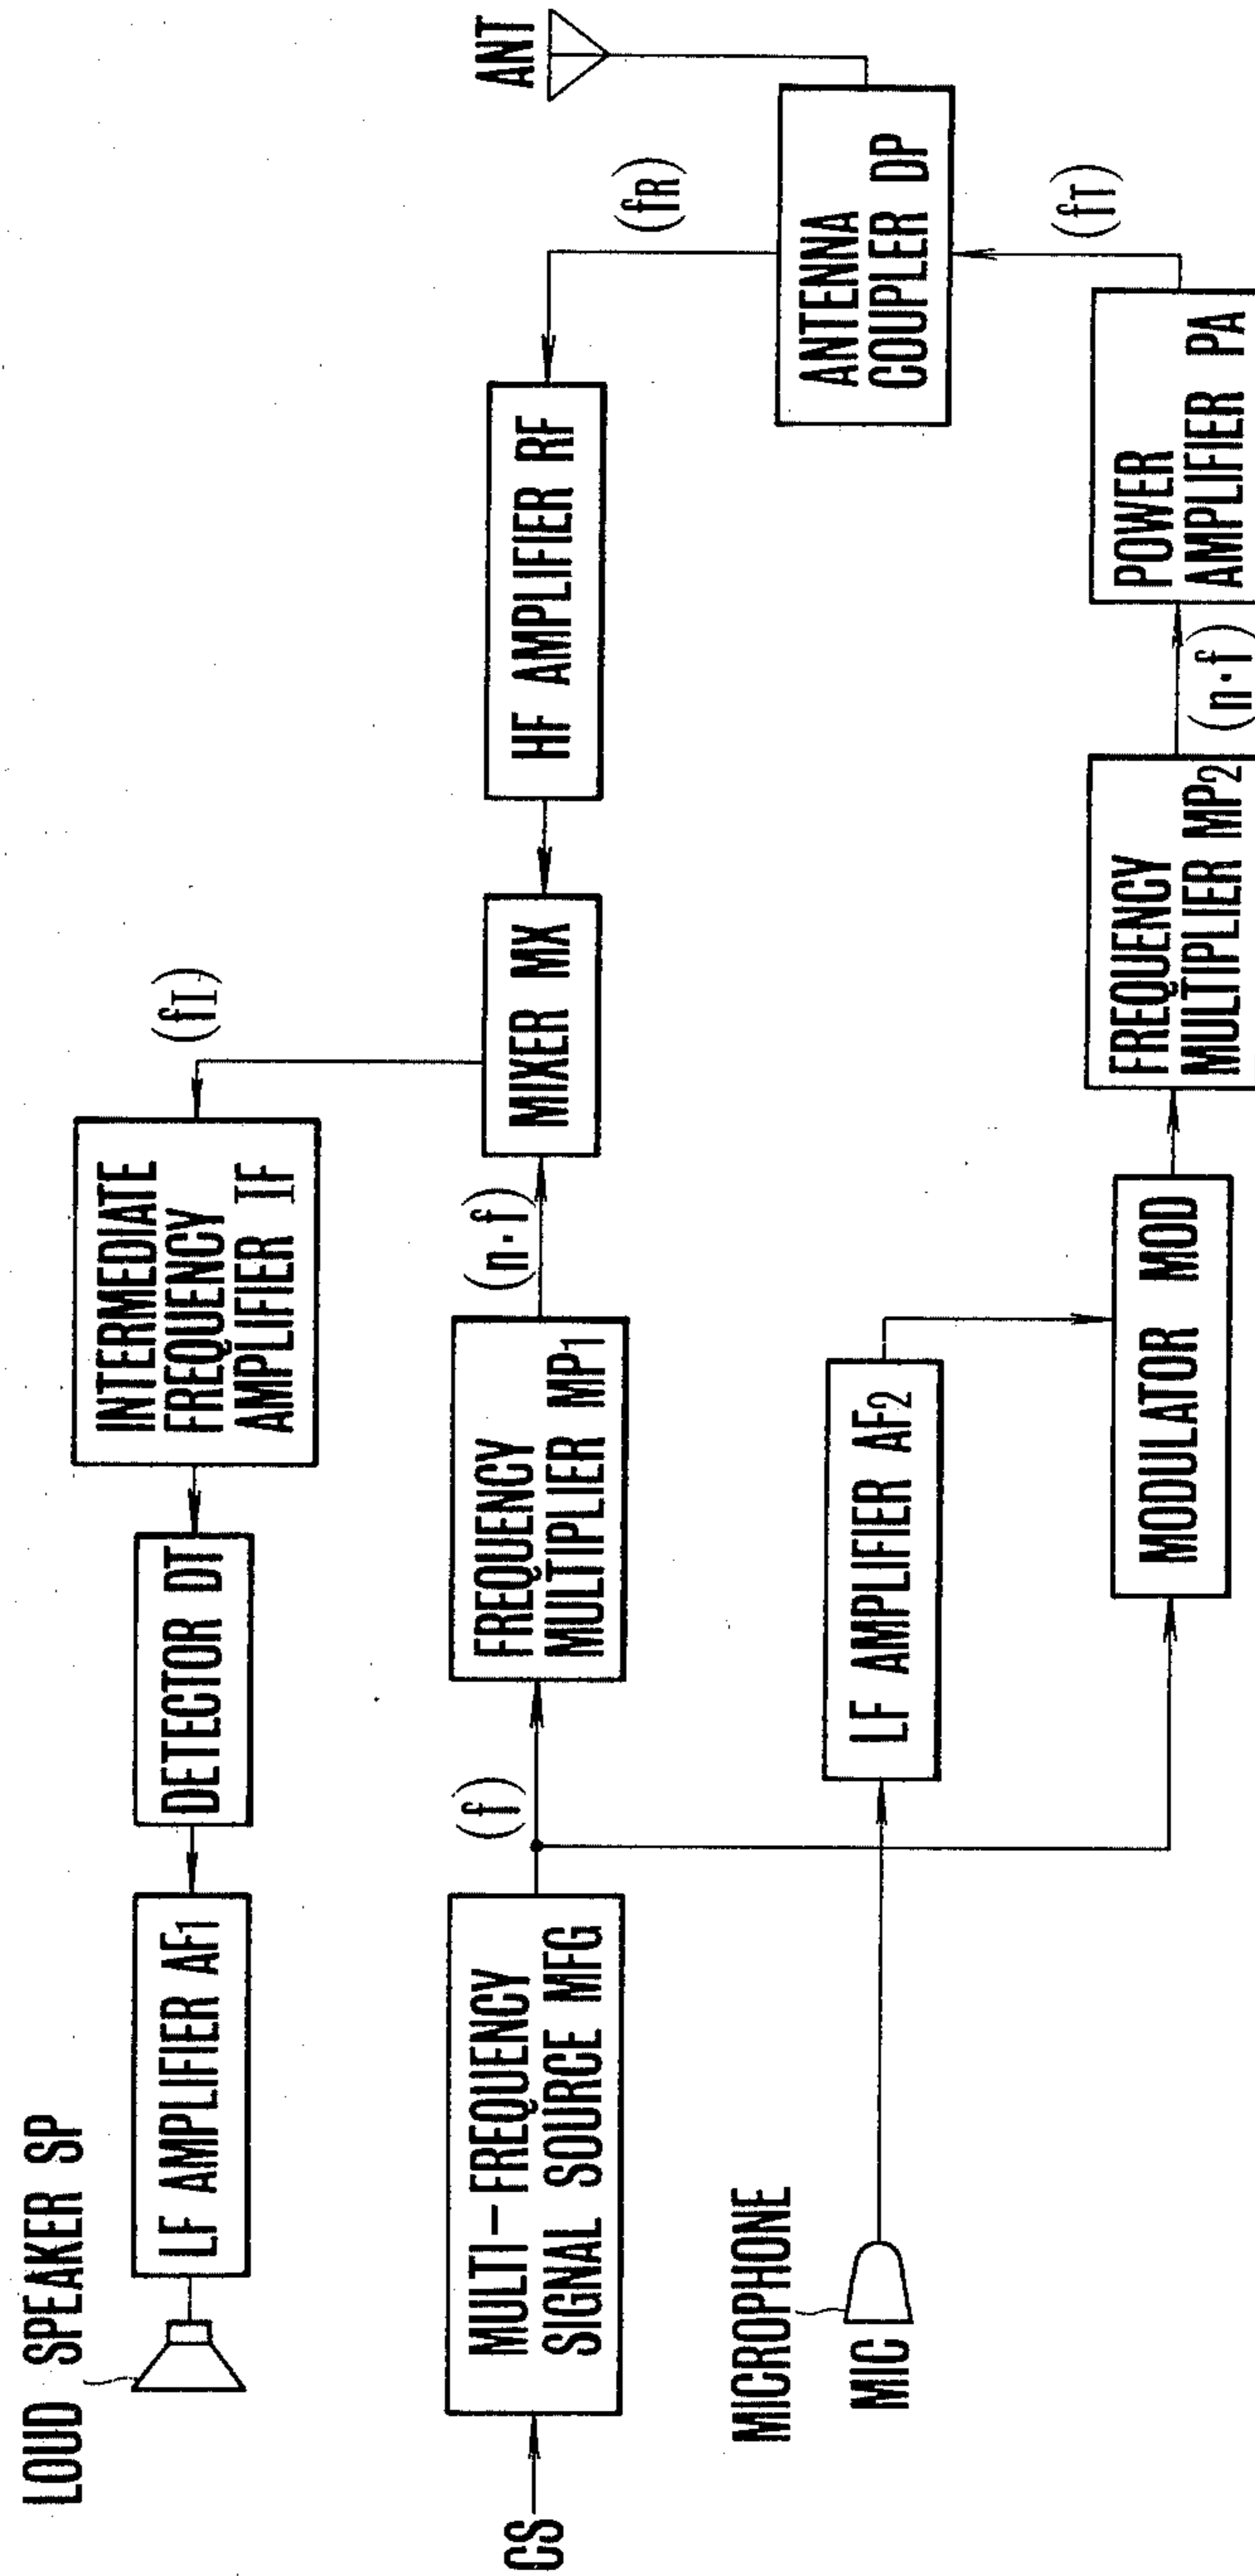 LOUD SPEAKER SP
LF AMPLIFIER AF1
DETECTOR DT
INTERMEDIATE
FREQUENCY
AMPLIFIER IF
(fI)
CS
MULTI-FREQUENCY
SIGNAL SOURCE MFG
(f)
FREQUENCY
MULTIPLIER MP1
(n·f)
MIXER MX
HF AMPLIFIER RF
(fR)
ANT
MICROPHONE
MIC
LF AMPLIFIER AF2
ANTENNA
COUPLER DP
MODULATOR MOD
FREQUENCY
MULTIPLIER MP2
(n·f)
POWER
AMPLIFIER PA
(fT)